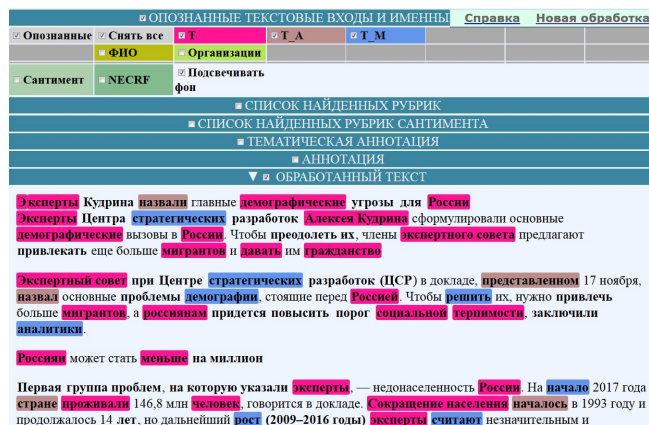 ОПОЗНАННЫЕ ТЕКСТОВЫЕ ВХОДЫ И ИМЕННЫ Справка Новая обработка
Опознанные Снять все T T_A T_M
ФИО Организации
Сантимент NECRF Подсвечивать
фон
СПИСОК НАЙДЕННЫХ РУБРИК
СПИСОК НАЙДЕННЫХ РУБРИК САНТИМЕНТА
ТЕМАТИЧЕСКАЯ АННОТАЦИЯ
АННОТАЦИЯ
▼ ОБРАБОТАННЫЙ ТЕКСТ
Эксперты Кудрина назвали главные демографические угрозы для России
Эксперты Центра стратегических разработок Алексея Кудрина сформулировали основные
демографические вызовы в России. Чтобы преодолеть их, члены экспертного совета предлагают
привлекать еще больше мигрантов и давать им гражданство
Экспертный совет при Центре стратегических разработок (ЦСР) в докладе, представленном 17 ноября,
назвал основные проблемы демографии, стоящие перед Россией. Чтобы решить их, нужно привлечь
больше мигрантов, а россиянам придется повысить порог социальной терпимости, заключили
аналитики.
Россиян может стать меньше на миллион
Первая группа проблем, на которую указали эксперты, — недонаселенность России. На начало 2017 года в
стране проживали 146,8 млн человек, говорится в докладе. Сокращение населения началось в 1993 году и
продолжалось 14 лет, но дальнейший рост (2009–2016 годы) эксперты считают незначительным и